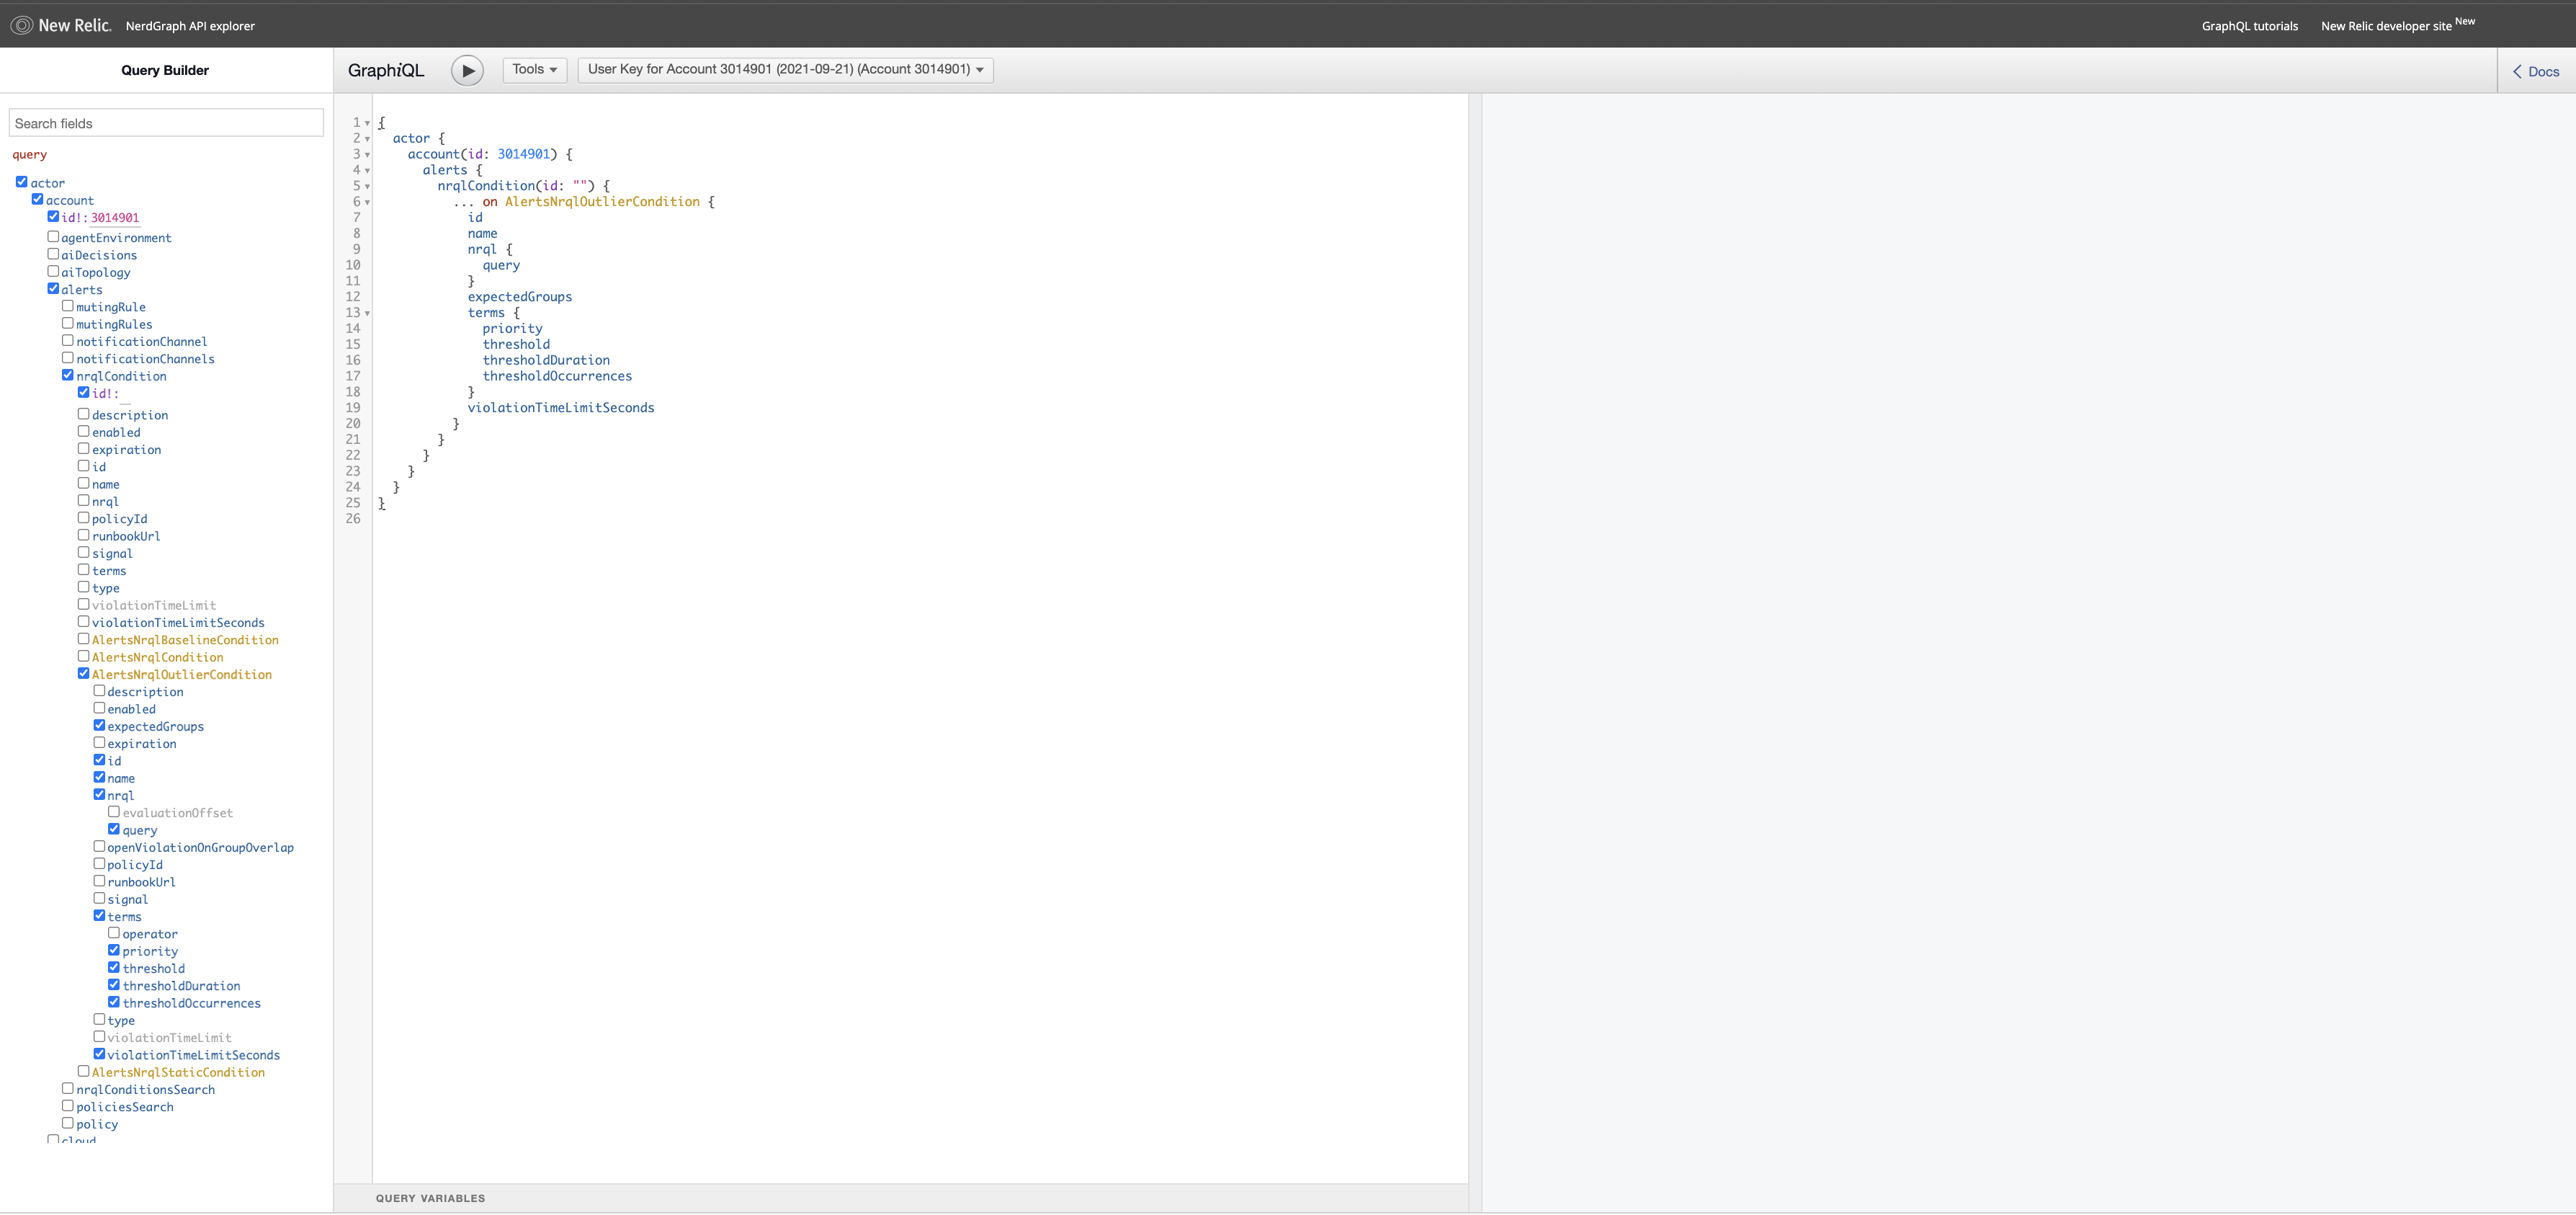 New Relic. NerdGraph API explorer GraphQL tutorials New Relic developer site New
Query Builder GraphiQL Tools User Key for Account 3014901 (2021-09-21) (Account 3014901) Docs
Search fields
query
actor
account
id!: 3014901
agentEnvironment
aiDecisions
aiTopology
alerts
mutingRule
mutingRules
notificationChannel
notificationChannels
nrqlCondition
id!:
description
enabled
expiration
id
name
nrql
policyId
runbookUrl
signal
terms
type
violationTimeLimit
violationTimeLimitSeconds
AlertsNrqlBaselineCondition
AlertsNrqlCondition
AlertsNrqlOutlierCondition
description
enabled
expectedGroups
expiration
id
name
nrql
evaluationOffset
query
openViolationOnGroupOverlap
policyId
runbookUrl
signal
terms
operator
priority
threshold
thresholdDuration
thresholdOccurrences
type
violationTimeLimit
violationTimeLimitSeconds
AlertsNrqlStaticCondition
nrqlConditionsSearch
policiesSearch
policy
cloud
1 {
2 actor {
3 account(id: 3014901) {
4 alerts {
5 nrqlCondition(id: "") {
6 ... on AlertsNrqlOutlierCondition {
7 id
8 name
9 nrql {
10 query
11 }
12 expectedGroups
13 terms {
14 priority
15 threshold
16 thresholdDuration
17 thresholdOccurrences
18 }
19 violationTimeLimitSeconds
20 }
21 }
22 }
23 }
24 }
25 }
26
QUERY VARIABLES